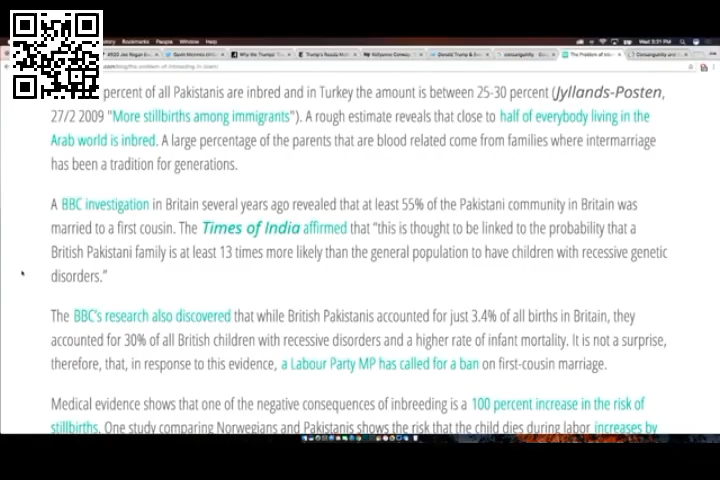 Bookmarks People Window Help
Wed 3:31 PM
percent of all Pakistanis are inbred and in Turkey the amount is between 25-30 percent (Jyllands-Posten,
27/2 2009 "More stillbirths among immigrants"). A rough estimate reveals that close to half of everybody living in the
Arab world is inbred. A large percentage of the parents that are blood related come from families where intermarriage
has been a tradition for generations.
A BBC investigation in Britain several years ago revealed that at least 55% of the Pakistani community in Britain was
married to a first cousin. The Times of India affirmed that “this is thought to be linked to the probability that a
British Pakistani family is at least 13 times more likely than the general population to have children with recessive genetic
disorders.”
The BBC’s research also discovered that while British Pakistanis accounted for just 3.4% of all births in Britain, they
accounted for 30% of all British children with recessive disorders and a higher rate of infant mortality. It is not a surprise,
therefore, that, in response to this evidence, a Labour Party MP has called for a ban on first-cousin marriage.
Medical evidence shows that one of the negative consequences of inbreeding is a 100 percent increase in the risk of
stillbirths. One study comparing Norwegians and Pakistanis shows the risk that the child dies during labor increases by